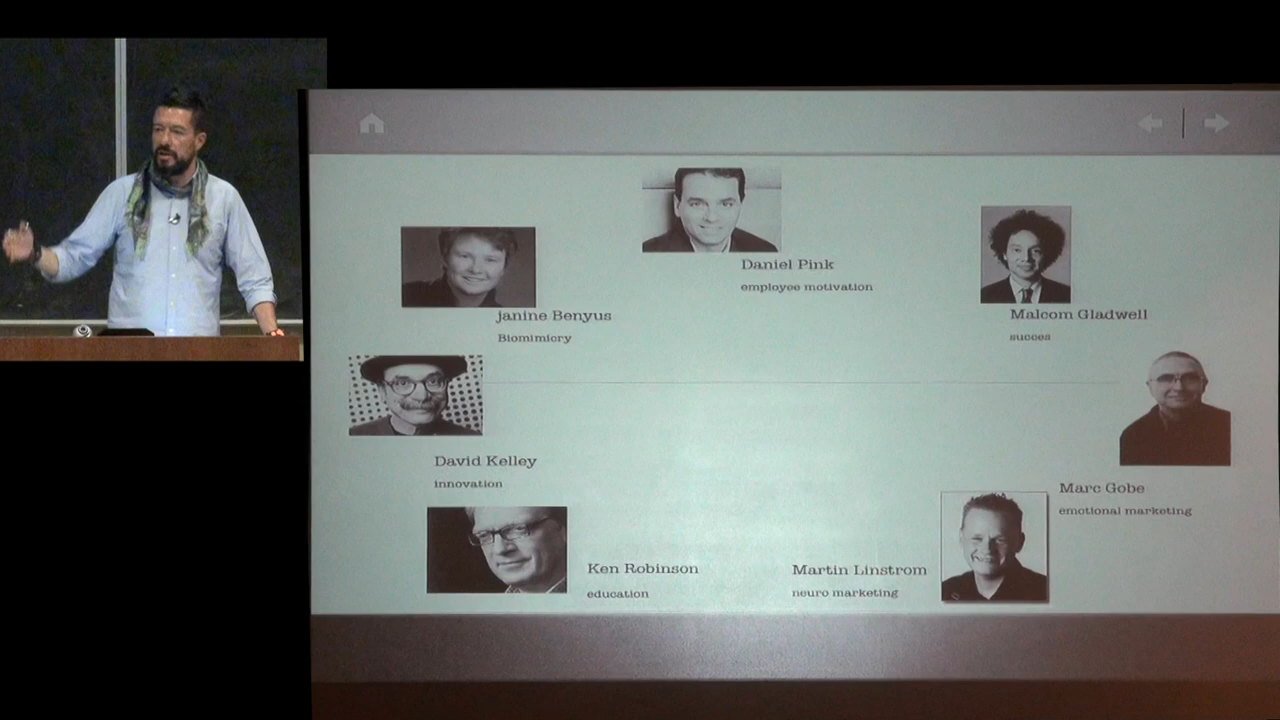 Daniel Pink
employee motivation
janine Benyus
Biomimicry
Malcom Gladwell
succes
David Kelley
innovation
Marc Gobe
emotional marketing
Ken Robinson
education
Martin Linstrom
neuro marketing